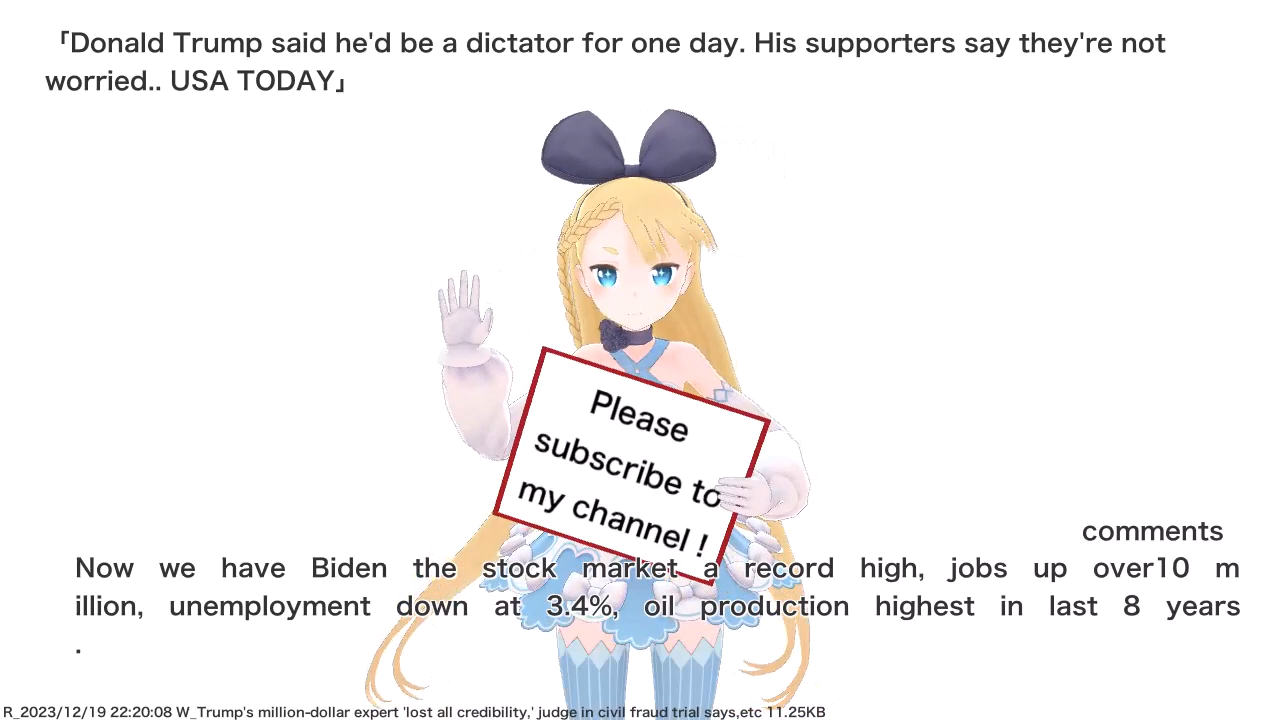 「Donald Trump said he'd be a dictator for one day. His supporters say they're not
worried.. USA TODAY」
Please
subscribe to
my channel !
comments
Now we have Biden the stock market a record high, jobs up over10 m
illion, unemployment down at 3.4%, oil production highest in last 8 years
.
R_2023/12/19 22:20:08 W_Trump's million-dollar expert 'lost all credibility,' judge in civil fraud trial says,etc 11.25KB